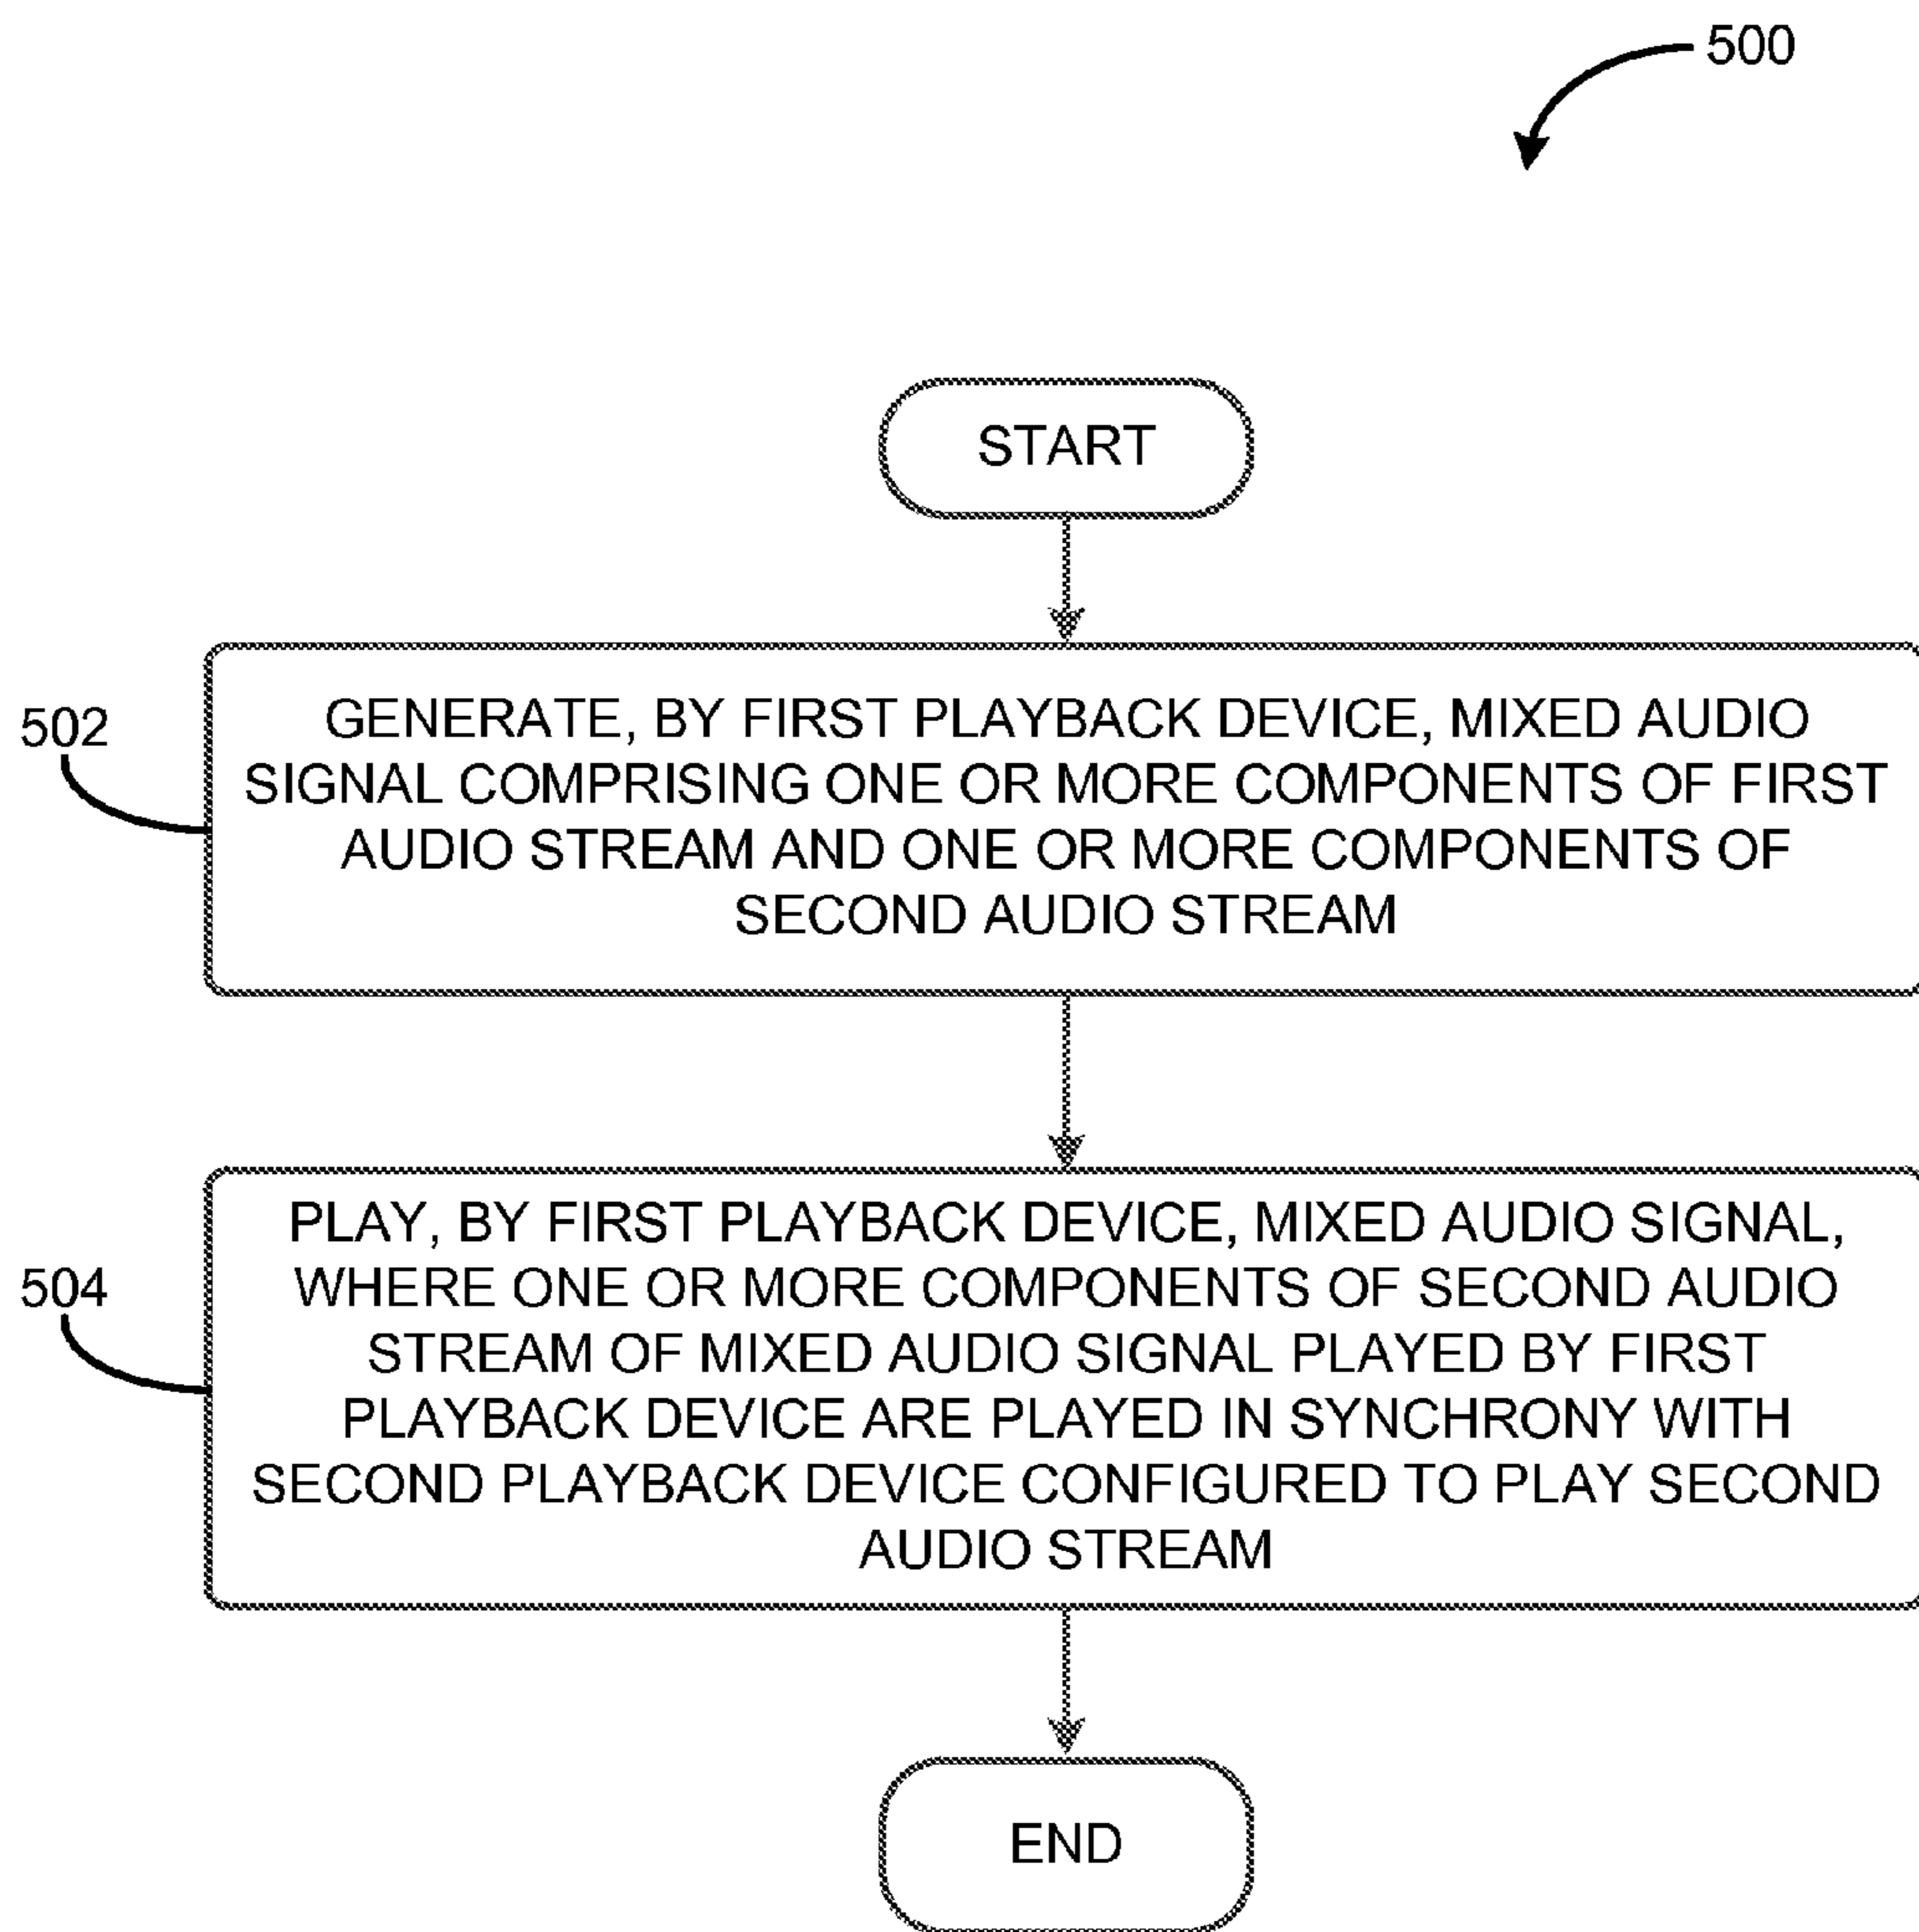 500
START
502
GENERATE, BY FIRST PLAYBACK DEVICE, MIXED AUDIO
SIGNAL COMPRISING ONE OR MORE COMPONENTS OF FIRST
AUDIO STREAM AND ONE OR MORE COMPONENTS OF
SECOND AUDIO STREAM
504
PLAY, BY FIRST PLAYBACK DEVICE, MIXED AUDIO SIGNAL,
WHERE ONE OR MORE COMPONENTS OF SECOND AUDIO
STREAM OF MIXED AUDIO SIGNAL PLAYED BY FIRST
PLAYBACK DEVICE ARE PLAYED IN SYNCHRONY WITH
SECOND PLAYBACK DEVICE CONFIGURED TO PLAY SECOND
AUDIO STREAM
END